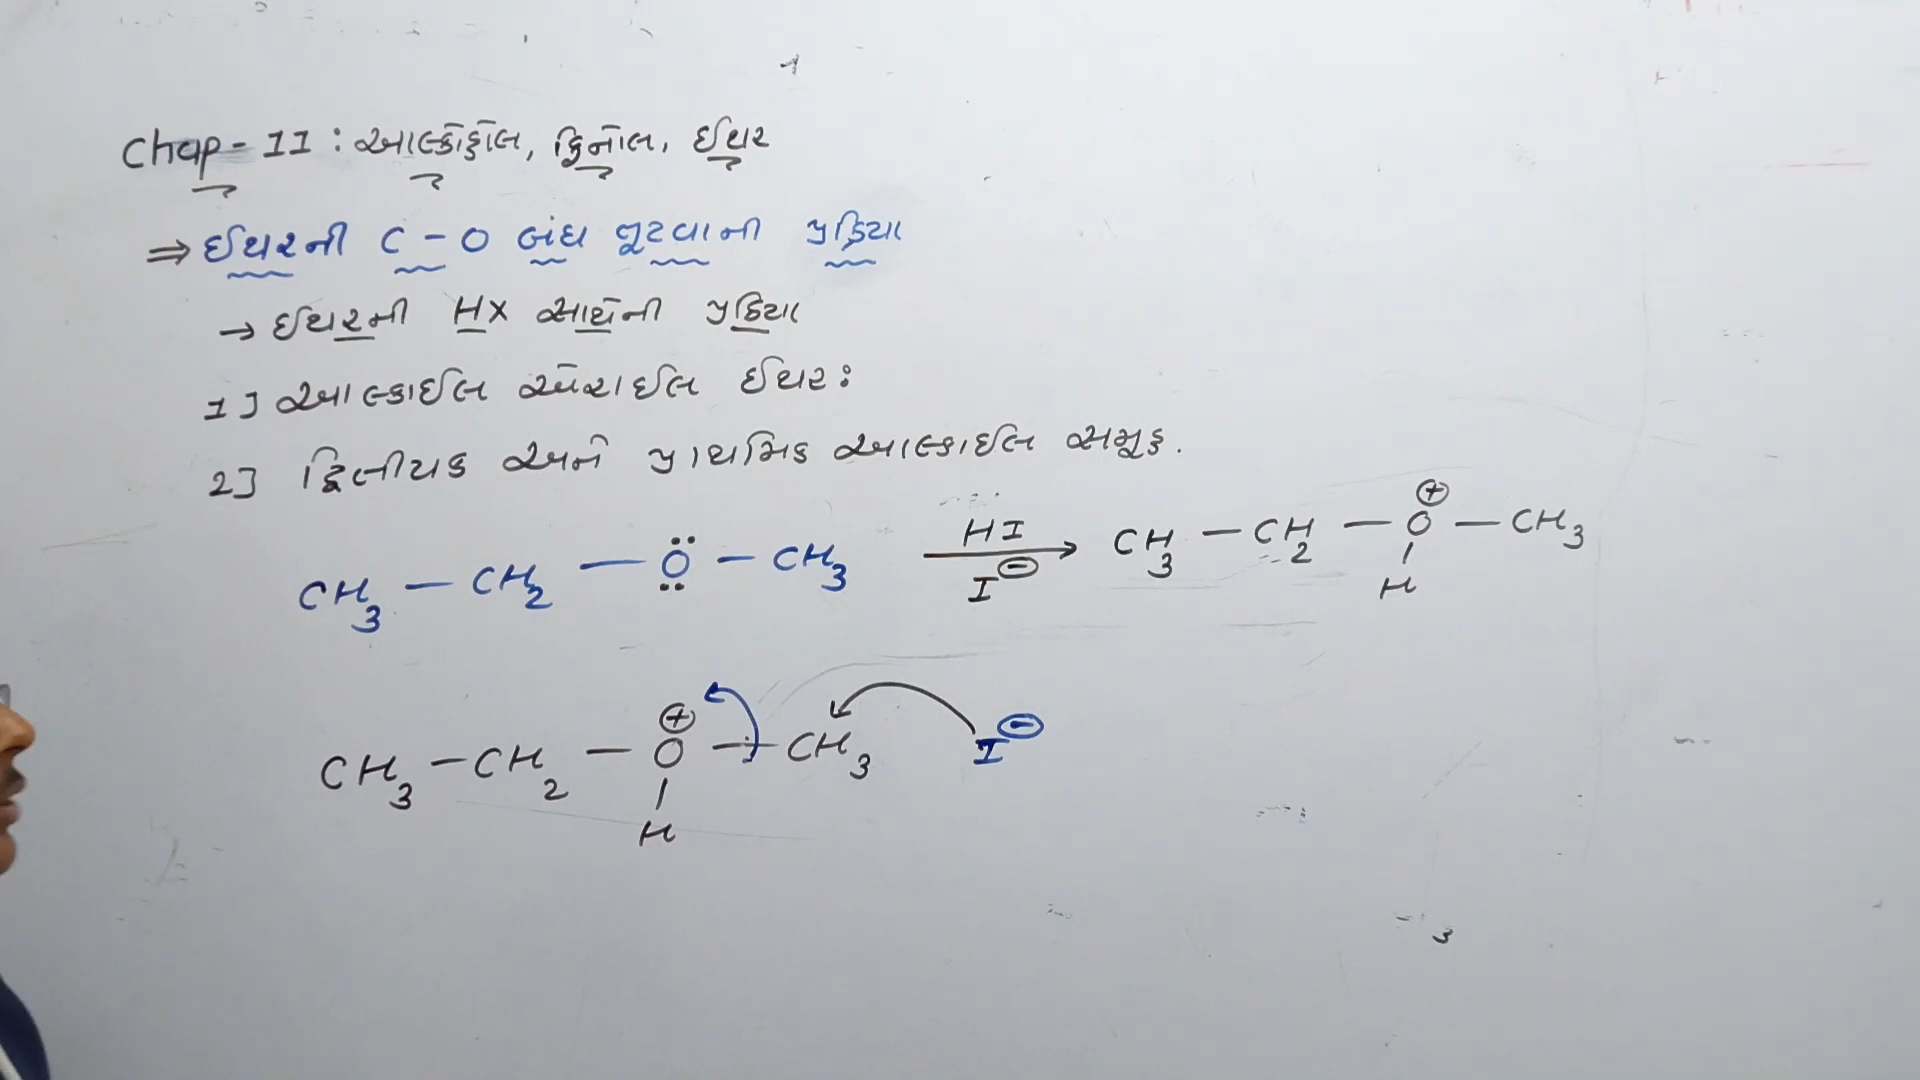 Chap-11 : આલ્કોહોલ, ફિનોલ, ઈથર
⇒ ઈથરની C-O બંધ તૂટવાની પ્રક્રિયા
→ ઈથરની HX સાથેની પ્રક્રિયા
1] આલ્કાઈલ એરાઈલ ઈથર:
2] દ્વિતીયક અને પ્રાથમિક આલ્કાઈલ સમૂહ.
CH₃ — CH₂ — Ö — CH₃ HI → I⊖ CH₃ — CH₂ — O⊕ — CH₃
H
CH₃ — CH₂ — O⊕ — CH₃ I⊖
H